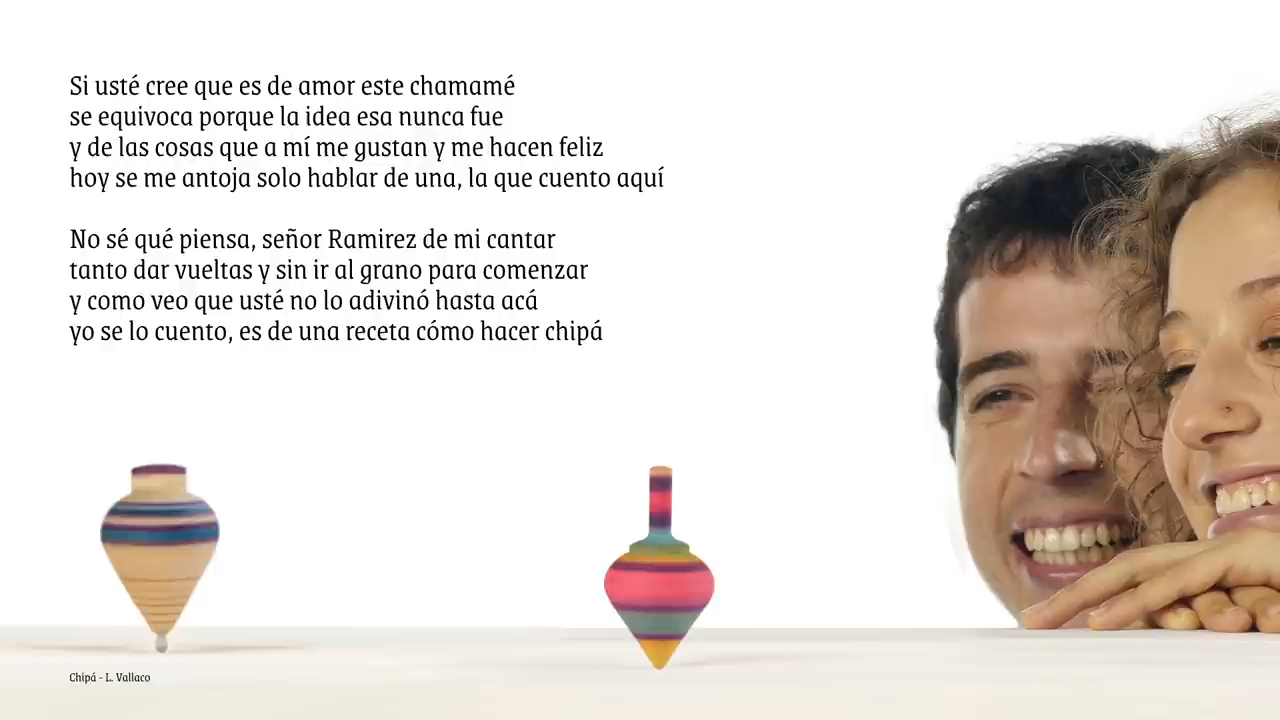 Si usté cree que es de amor este chamamé
se equivoca porque la idea esa nunca fue
y de las cosas que a mí me gustan y me hacen feliz
hoy se me antoja solo hablar de una, la que cuento aquí
No sé qué piensa, señor Ramirez de mi cantar
tanto dar vueltas y sin ir al grano para comenzar
y como veo que usté no lo adivinó hasta acá
yo se lo cuento, es de una receta cómo hacer chipá
Chipá - L. Vallaco